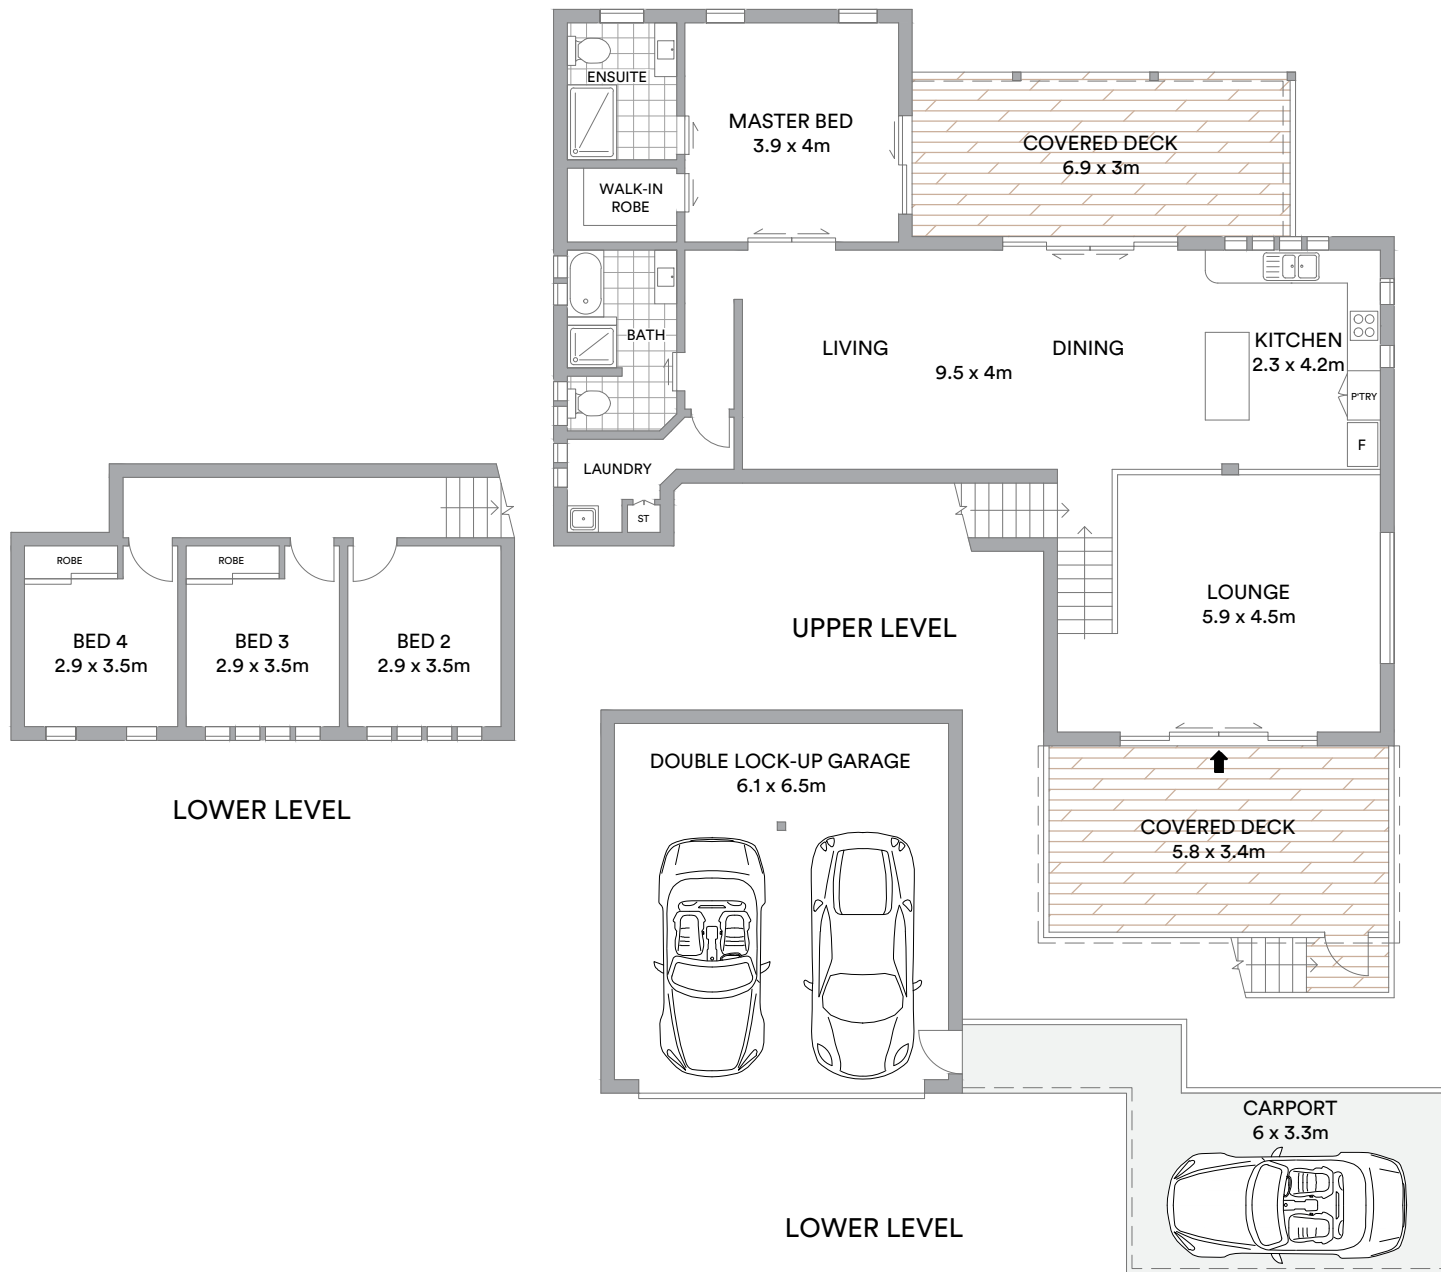 ENSUITE
MASTER BED
3.9 x 4m
COVERED DECK
6.9 x 3m
WALK-IN
ROBE
BATH
LIVING
DINING
9.5 x 4m
KITCHEN
2.3 x 4.2m
P'TRY
F
LAUNDRY
ST
ROBE
ROBE
BED 4
2.9 x 3.5m
BED 3
2.9 x 3.5m
BED 2
2.9 x 3.5m
LOUNGE
5.9 x 4.5m
UPPER LEVEL
LOWER LEVEL
DOUBLE LOCK-UP GARAGE
6.1 x 6.5m
COVERED DECK
5.8 x 3.4m
CARPORT
6 x 3.3m
LOWER LEVEL